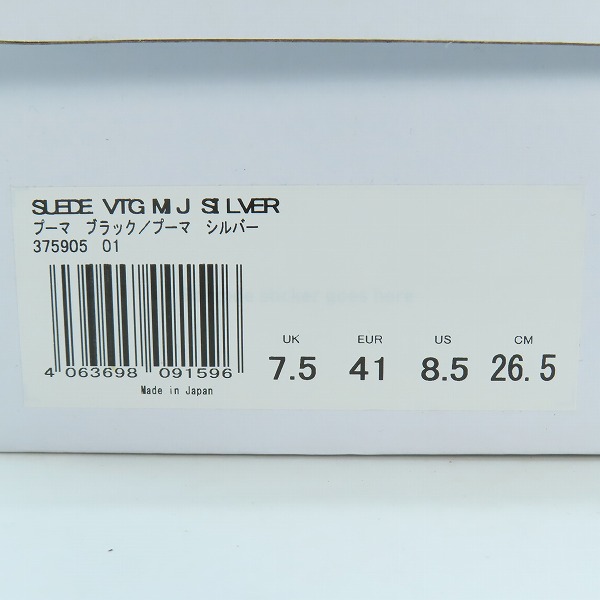 SUEDE VTG MIJ SILVER
プーマ ブラック／プーマ シルバー
375905 01
UK EUR US CM
7.5 41 8.5 26.5
4 063698 091596
Made in Japan